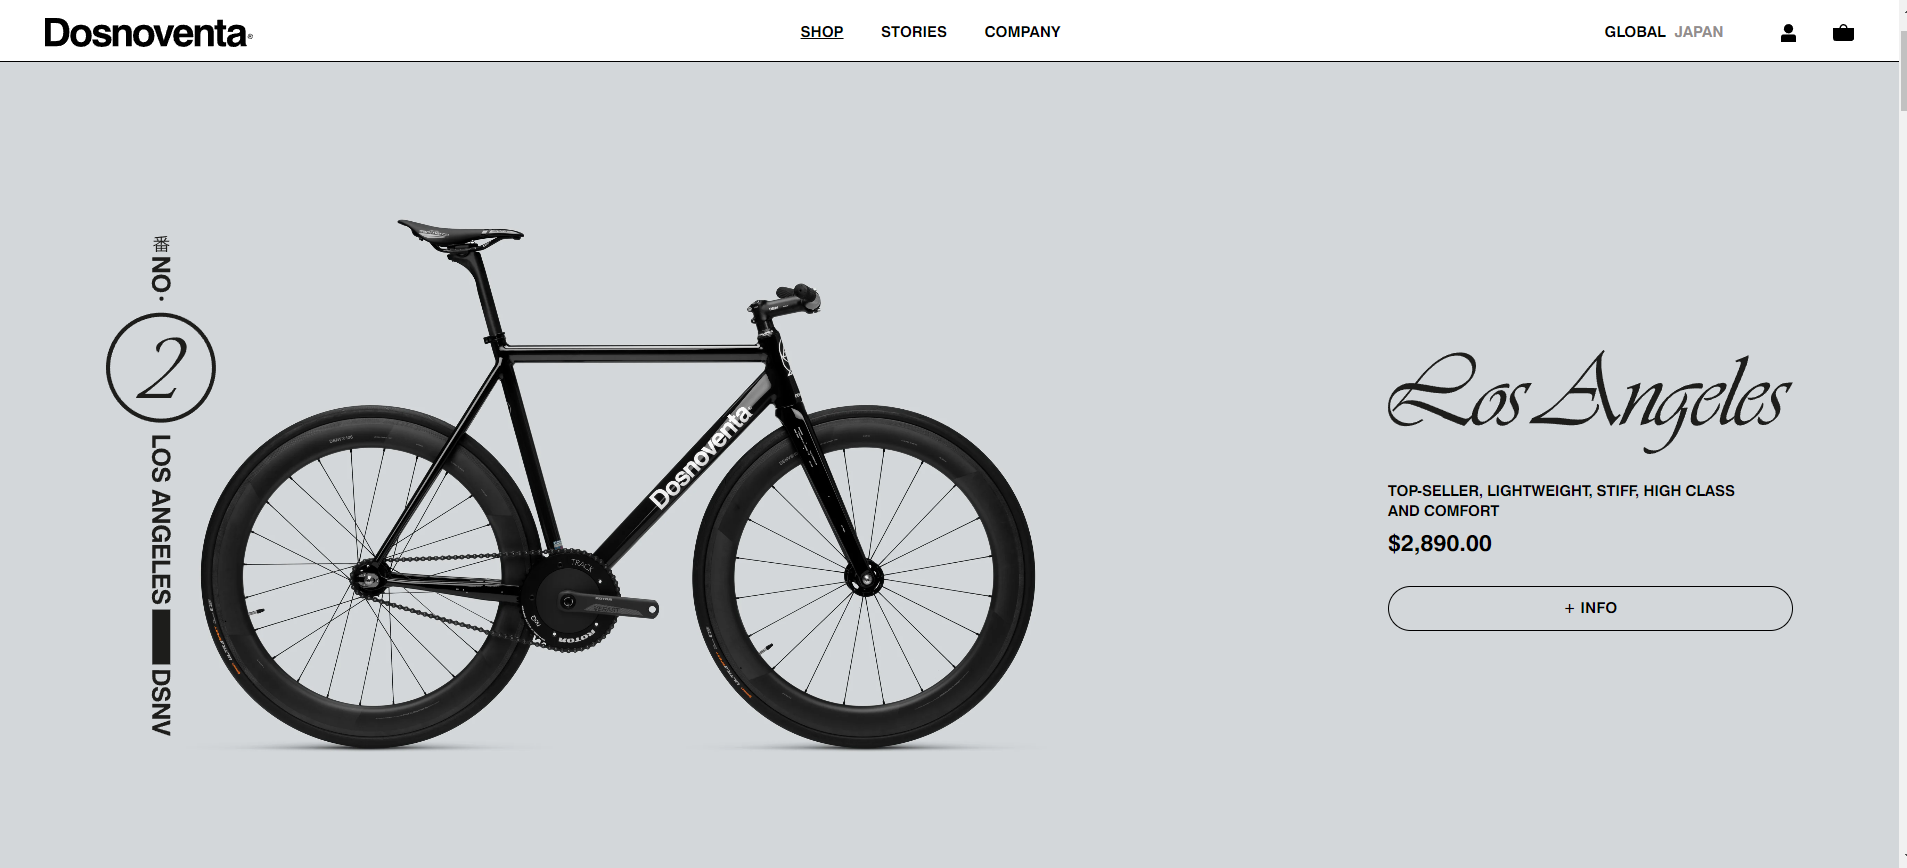 Dosnoventa®
SHOP STORIES COMPANY
GLOBAL JAPAN
番
NO.
2
LOS ANGELES
DSNV
Dosnoventa
TRACK
ROTOR
Los Angeles
TOP-SELLER, LIGHTWEIGHT, STIFF, HIGH CLASS
AND COMFORT
$2,890.00
+ INFO